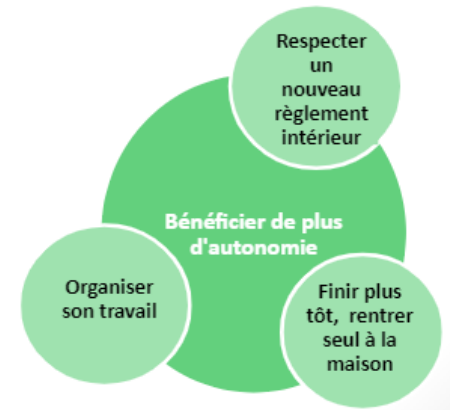 Respecter
un
nouveau
règlement
intérieur
Bénéficier de plus
d'autonomie
Organiser
son travail
Finir plus
tôt, rentrer
seul à la
maison